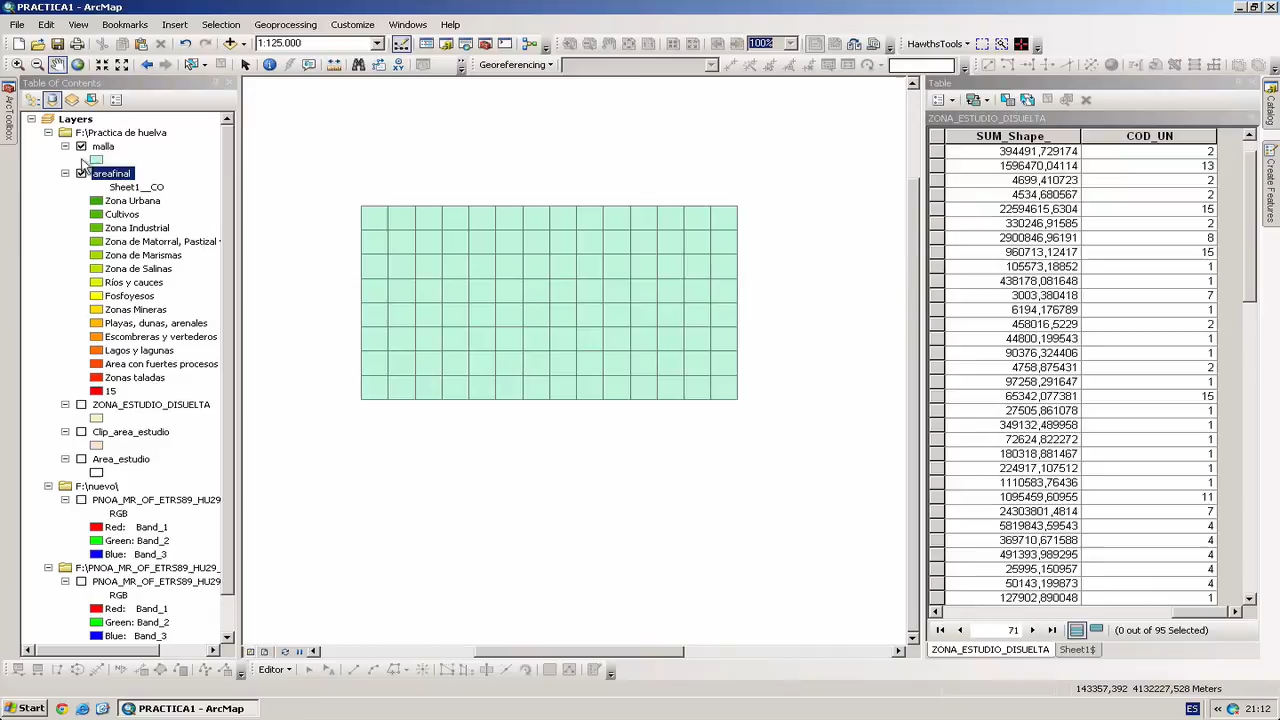 PRACTICA1 - ArcMap
File Edit View Bookmarks Insert Selection Geoprocessing Customize Windows Help
1:125.000
100%
HawthsTools
Georeferencing
Table Of Contents
Table
ArcToolbox
Catalog
Create Features
Layers
F:\Practica de huelva
malla
areafinal
Sheet1__CO
Zona Urbana
Cultivos
Zona Industrial
Zona de Matorral, Pastizal
Zona de Marismas
Zona de Salinas
Ríos y cauces
Fosfoyesos
Zonas Mineras
Playas, dunas, arenales
Escombreras y vertederos
Lagos y lagunas
Area con fuertes procesos
Zonas taladas
15
ZONA_ESTUDIO_DISUELTA
Clip_area_estudio
Area_estudio
F:\nuevo\
PNOA_MR_OF_ETRS89_HU29
RGB
Red: Band_1
Green: Band_2
Blue: Band_3
F:\PNOA_MR_OF_ETRS89_HU29
PNOA_MR_OF_ETRS89_HU29
RGB
Red: Band_1
Green: Band_2
Blue: Band_3
ZONA_ESTUDIO_DISUELTA
SUM_Shape_ COD_UN
394491,729174 2
1596470,04114 13
4699,410723 2
4534,680567 2
22594615,6304 15
330246,91585 2
2900846,96191 8
960713,12417 15
105573,18852 1
438178,081648 1
3003,380418 7
6194,176789 1
458016,5229 2
44800,199543 1
90376,324406 1
4758,875431 2
97258,291647 1
65342,077381 15
27505,861078 1
349132,489958 1
72624,822272 1
180318,881467 1
224917,107512 1
1110583,76436 1
1095459,60955 11
24303801,4814 7
5819843,59543 4
369710,671588 4
491393,989295 4
25995,150957 4
50143,199873 4
127902,890048 1
71
(0 out of 95 Selected)
ZONA_ESTUDIO_DISUELTA Sheet1$
Editor
143357,392 4132227,528 Meters
Start
PRACTICA1 - ArcMap
ES
21:12